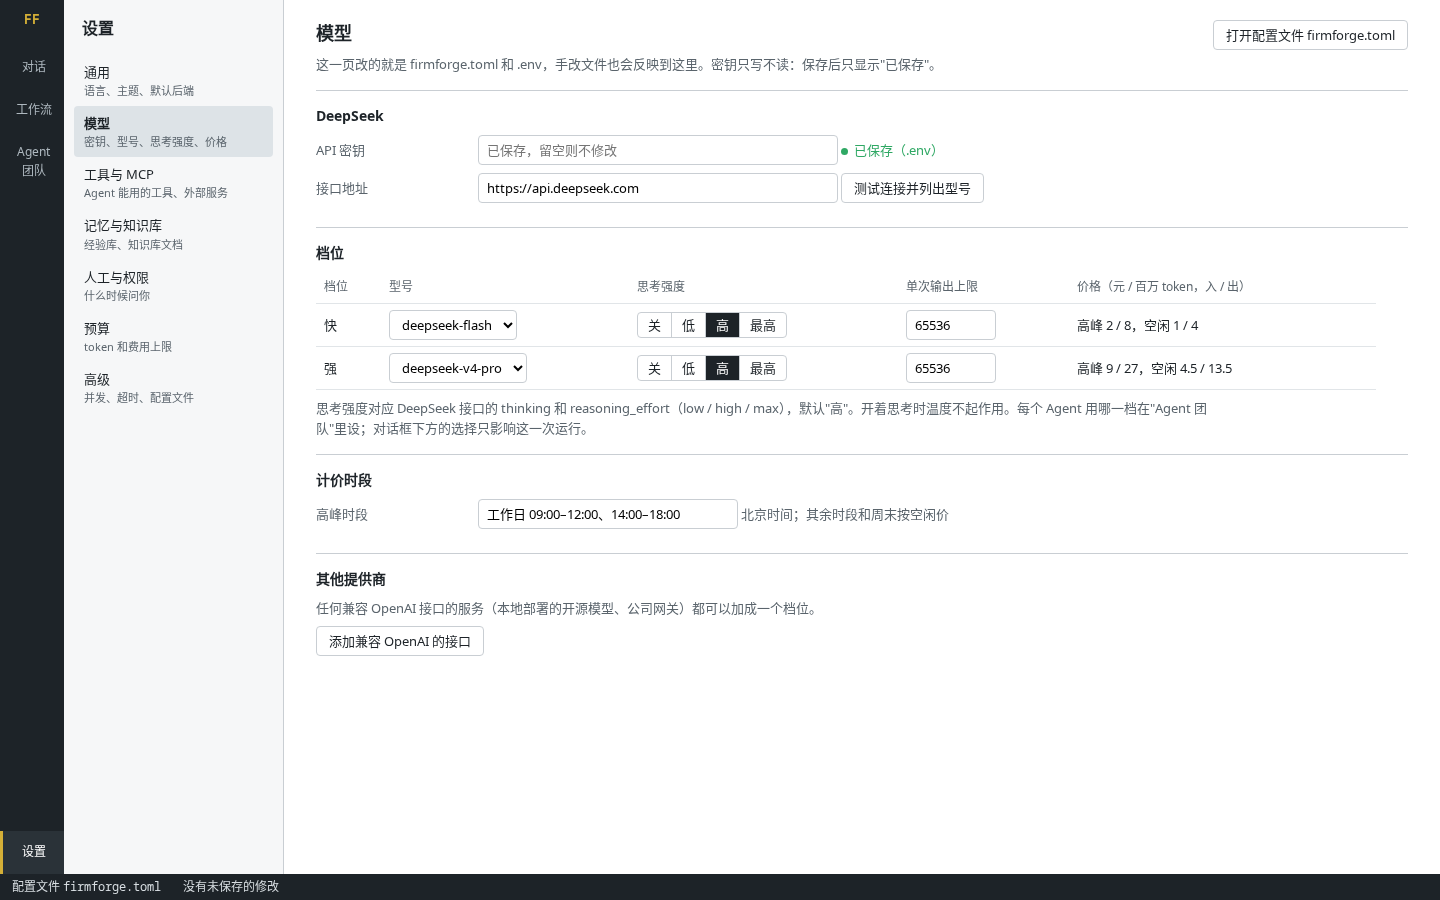 FF
对话
工作流
Agent
团队
设置
设置
通用
语言、主题、默认后端
模型
密钥、型号、思考强度、价格
工具与 MCP
Agent 能用的工具、外部服务
记忆与知识库
经验库、知识库文档
人工与权限
什么时候问你
预算
token 和费用上限
高级
并发、超时、配置文件
模型
打开配置文件 firmforge.toml
这一页改的就是 firmforge.toml 和 .env，手改文件也会反映到这里。密钥只写不读：保存后只显示"已保存"。
DeepSeek
API 密钥 已保存，留空则不修改 已保存（.env）
接口地址 https://api.deepseek.com 测试连接并列出型号
档位
档位 型号 思考强度 单次输出上限 价格（元 / 百万 token，入 / 出）
快 deepseek-flash 关 低 高 最高 65536 高峰 2 / 8，空闲 1 / 4
强 deepseek-v4-pro 关 低 高 最高 65536 高峰 9 / 27，空闲 4.5 / 13.5
思考强度对应 DeepSeek 接口的 thinking 和 reasoning_effort（low / high / max），默认"高"。开着思考时温度不起作用。每个 Agent 用哪一档在"Agent 团
队"里设；对话框下方的选择只影响这一次运行。
计价时段
高峰时段 工作日 09:00–12:00、14:00–18:00 北京时间；其余时段和周末按空闲价
其他提供商
任何兼容 OpenAI 接口的服务（本地部署的开源模型、公司网关）都可以加成一个档位。
添加兼容 OpenAI 的接口
配置文件 firmforge.toml 没有未保存的修改